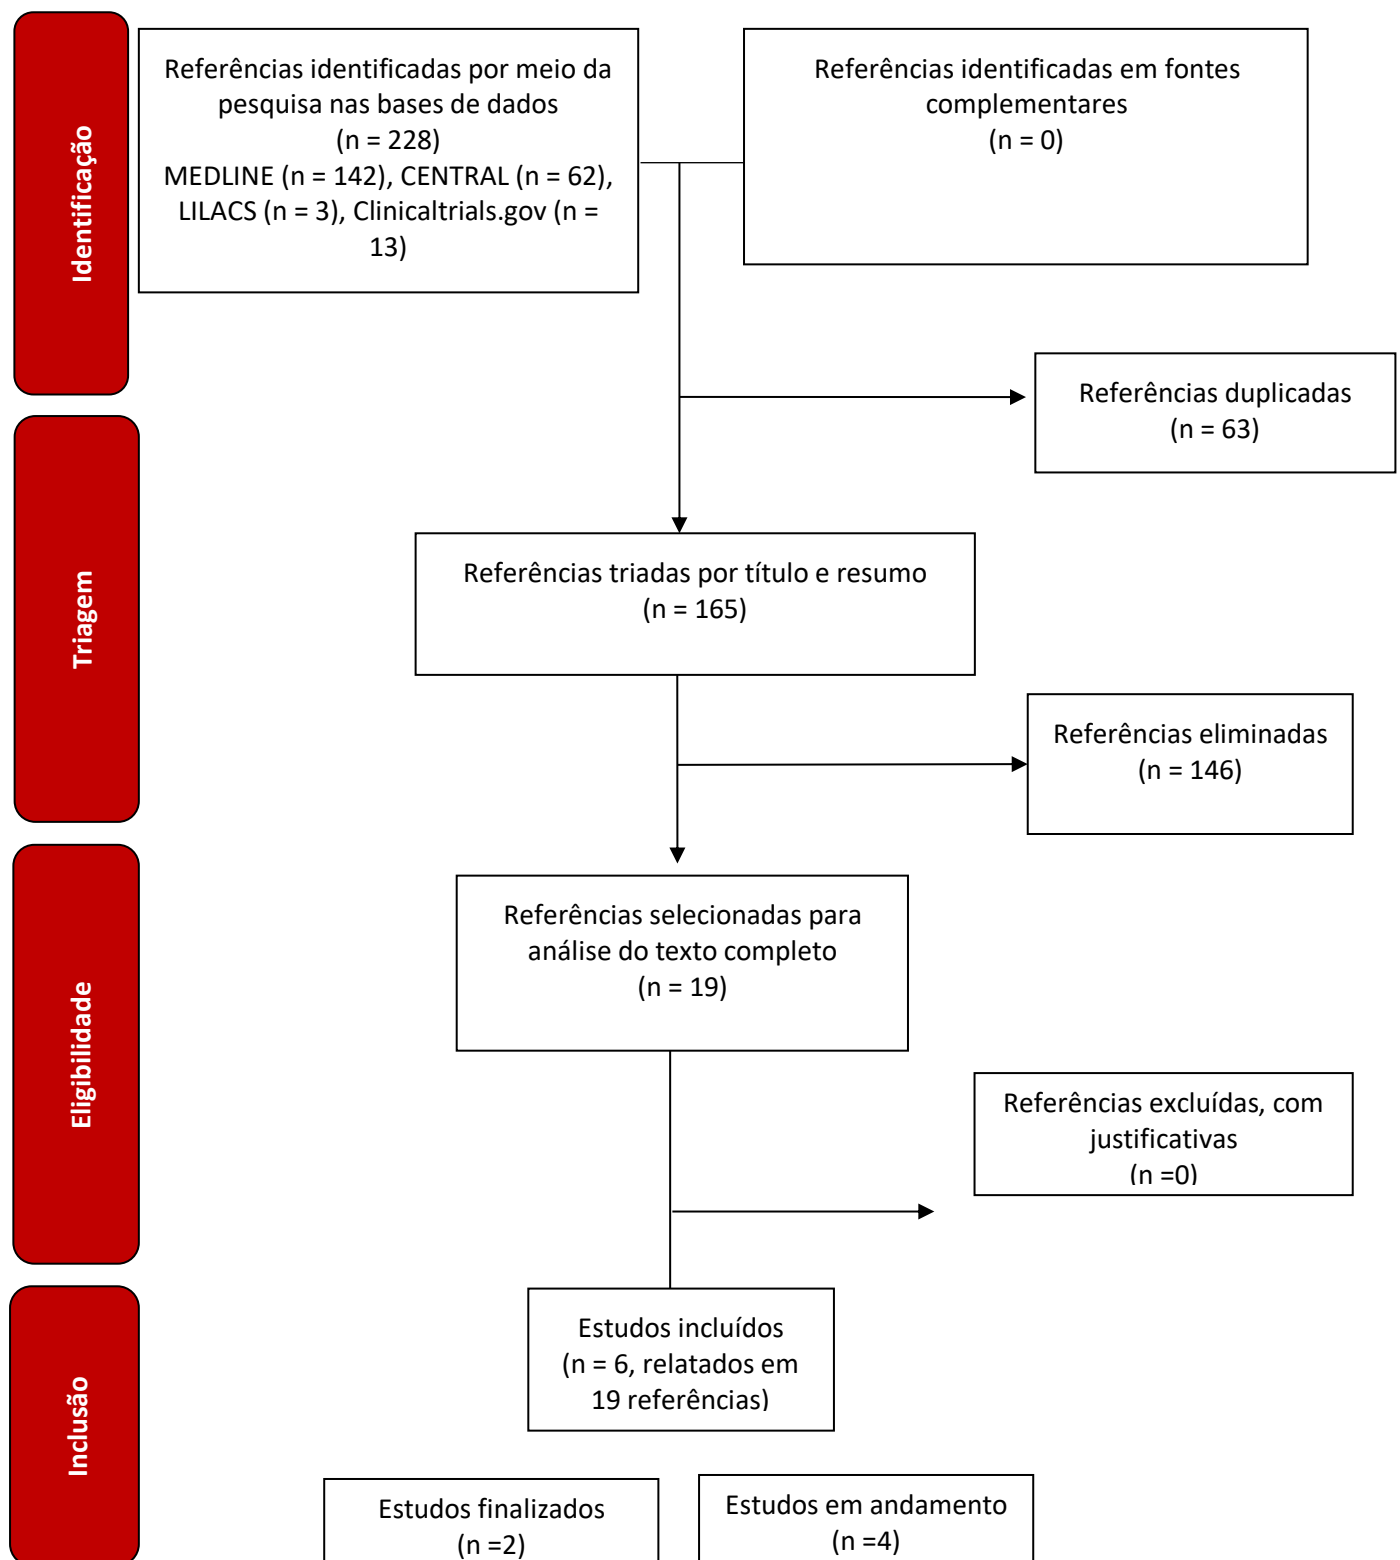 Identificação
Referências identificadas por meio da
pesquisa nas bases de dados
(n = 228)
MEDLINE (n = 142), CENTRAL (n = 62),
LILACS (n = 3), Clinicaltrials.gov (n =
13)
Referências identificadas em fontes
complementares
(n = 0)
Referências duplicadas
(n = 63)
Triagem
Referências triadas por título e resumo
(n = 165)
Referências eliminadas
(n = 146)
Eligibilidade
Referências selecionadas para
análise do texto completo
(n = 19)
Referências excluídas, com
justificativas
(n =0)
Inclusão
Estudos incluídos
(n = 6, relatados em
19 referências)
Estudos finalizados
(n =2)
Estudos em andamento
(n =4)